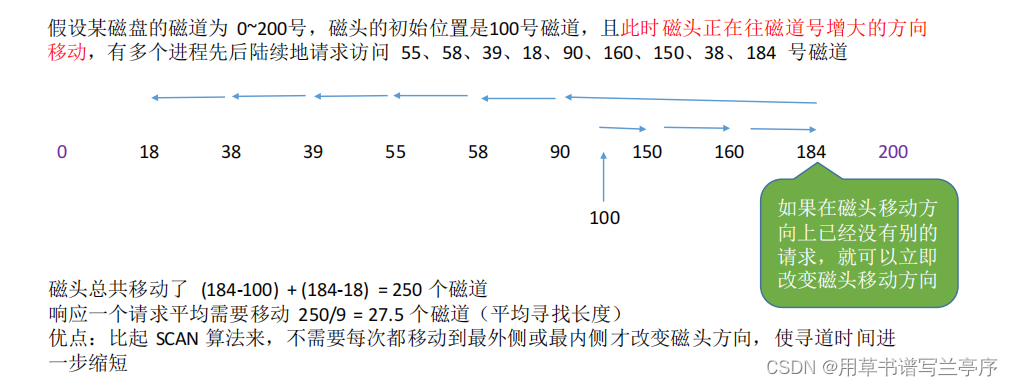 假设某磁盘的磁道为 0~200号，磁头的初始位置是100号磁道，且此时磁头正在往磁道号增大的方向
移动，有多个进程先后陆续地请求访问 55、58、39、18、90、160、150、38、184 号磁道
0 18 38 39 55 58 90 150 160 184 200
100
如果在磁头移动方
向上已经没有别的
请求，就可以立即
改变磁头移动方向
磁头总共移动了 (184-100) + (184-18) = 250 个磁道
响应一个请求平均需要移动 250/9 = 27.5 个磁道（平均寻找长度）
优点：比起 SCAN 算法来，不需要每次都移动到最外侧或最内侧才改变磁头方向，使寻道时间进
一步缩短
CSDN @用草书谱写兰亭序